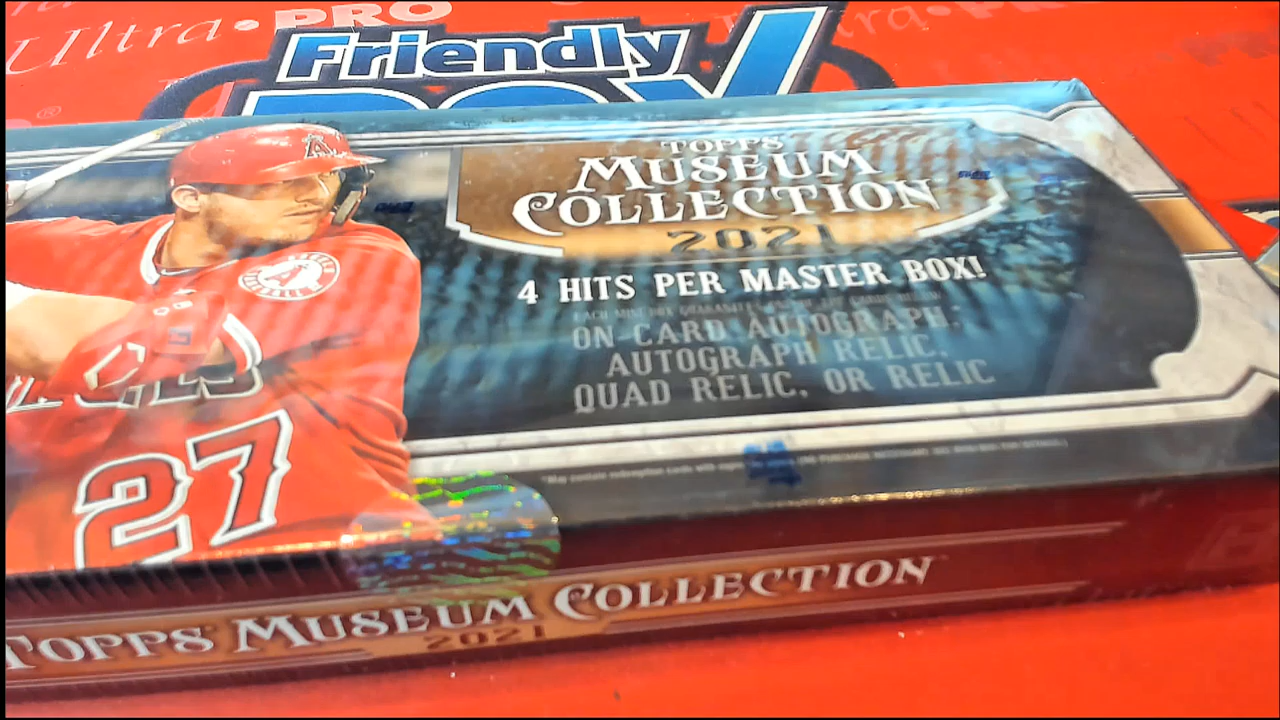 Ultra•PRO
Friendly
BOX
TOPPS
MUSEUM
COLLECTION
2021
4 HITS PER MASTER BOX!
ON-CARD AUTOGRAPH,
AUTOGRAPH RELIC,
QUAD RELIC, OR RELIC
27
TOPPS MUSEUM COLLECTION
2021